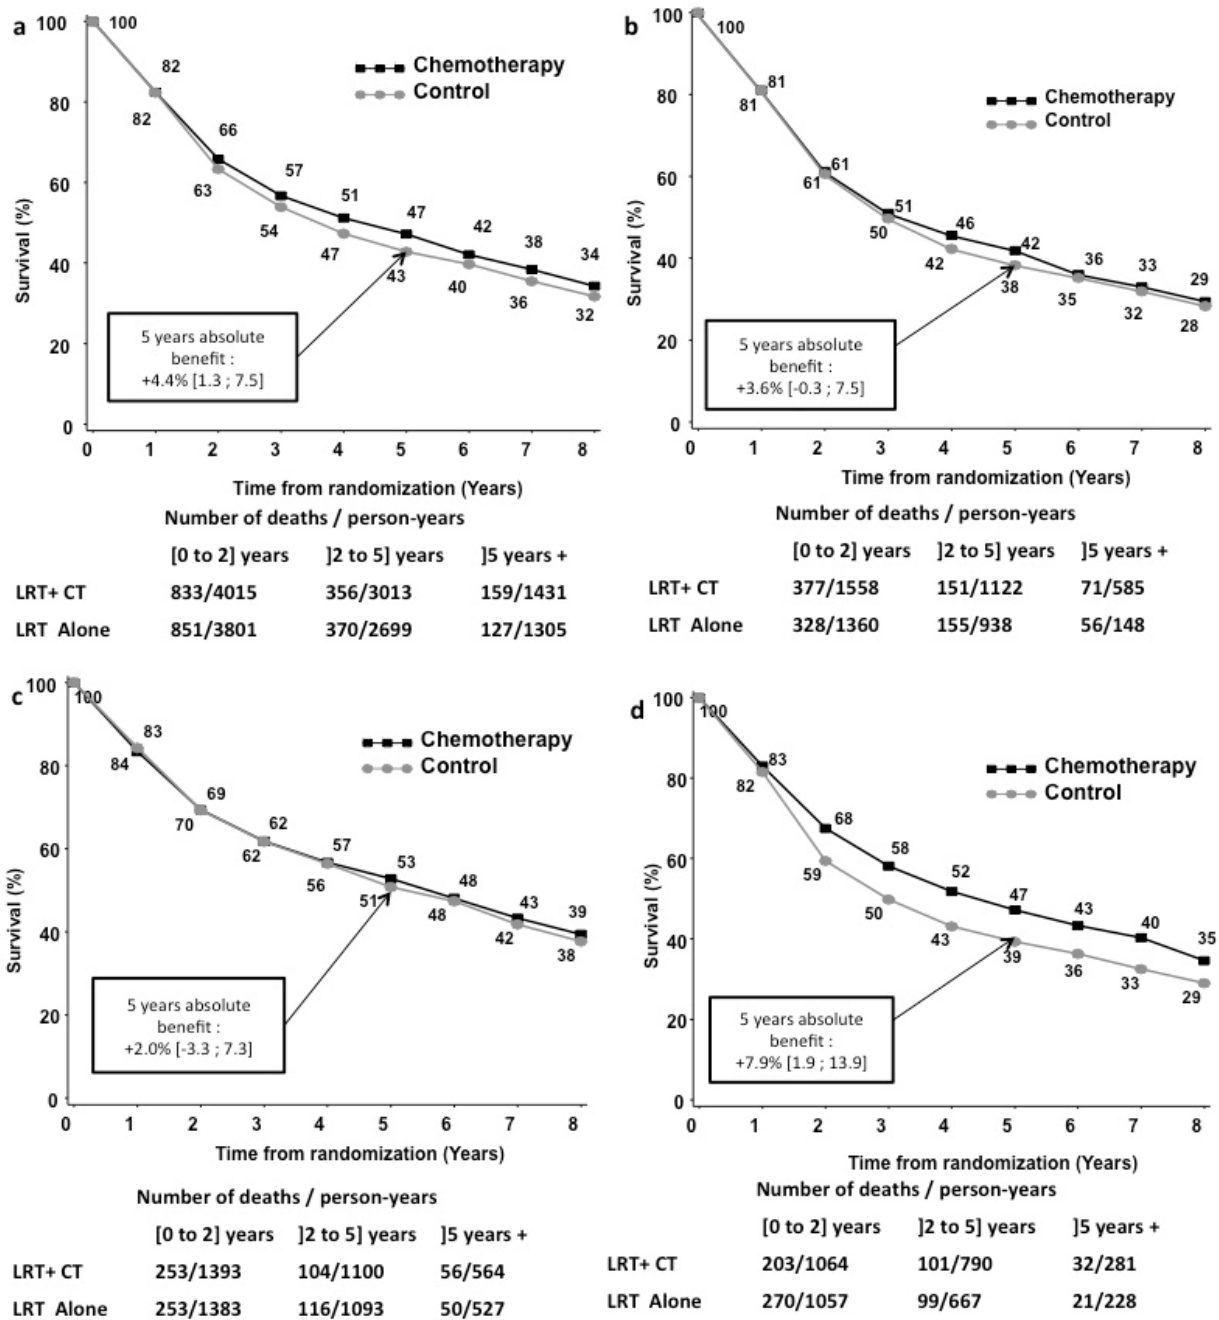 a
100
100
82
82
80
66
63
60
57
54
51
47
47
43
42
40
40
38
36
34
32
20
0
Chemotherapy
Control
Survival (%)
5 years absolute
benefit :
+4.4% [1.3 ; 7.5]
0 1 2 3 4 5 6 7 8
Time from randomization (Years)
Number of deaths / person-years
[0 to 2] years ]2 to 5] years ]5 years +
LRT+ CT 833/4015 356/3013 159/1431
LRT Alone 851/3801 370/2699 127/1305
b
100
100
81
81
80
61
61
60
51
50
46
42
42
38
40
36
35
33
32
29
28
20
0
Chemotherapy
Control
Survival (%)
5 years absolute
benefit :
+3.6% [-0.3 ; 7.5]
0 1 2 3 4 5 6 7 8
Time from randomization (Years)
Number of deaths / person-years
[0 to 2] years ]2 to 5] years ]5 years +
LRT+ CT 377/1558 151/1122 71/585
LRT Alone 328/1360 155/938 56/148
c
100
100
83
84
80
69
70
62
62
60
57
56
53
51
48
48
43
42
40
39
38
20
0
Chemotherapy
Control
Survival (%)
5 years absolute
benefit :
+2.0% [-3.3 ; 7.3]
0 1 2 3 4 5 6 7 8
Time from randomization (Years)
Number of deaths / person-years
[0 to 2] years ]2 to 5] years ]5 years +
LRT+ CT 253/1393 104/1100 56/564
LRT Alone 253/1383 116/1093 50/527
d
100
100
83
82
80
68
59
60
58
50
52
43
47
39
43
36
40
40
33
35
29
20
0
Chemotherapy
Control
Survival (%)
5 years absolute
benefit :
+7.9% [1.9 ; 13.9]
0 1 2 3 4 5 6 7 8
Time from randomization (Years)
Number of deaths / person-years
[0 to 2] years ]2 to 5] years ]5 years +
LRT+ CT 203/1064 101/790 32/281
LRT Alone 270/1057 99/667 21/228